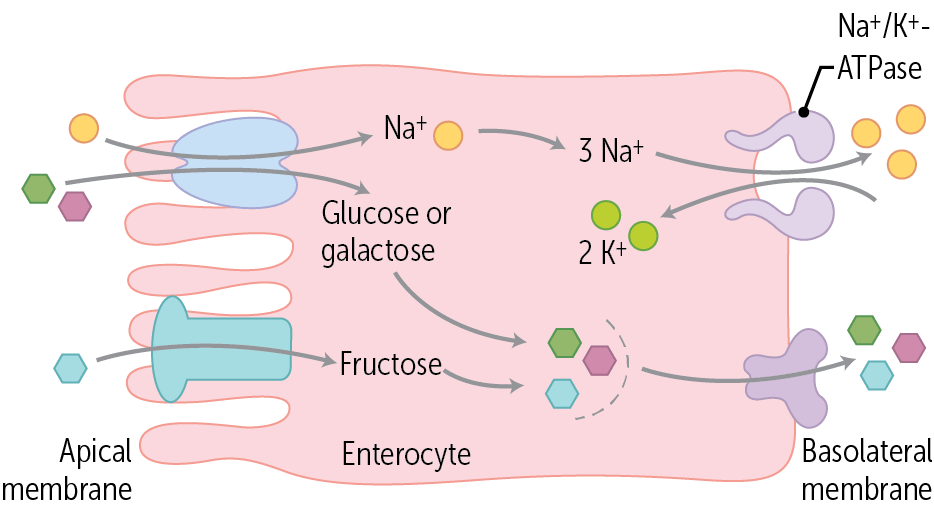 Na⁺/K⁺-
ATPase
Na⁺
3 Na⁺
Glucose or
galactose
2 K⁺
Fructose
Apical
membrane
Enterocyte
Basolateral
membrane